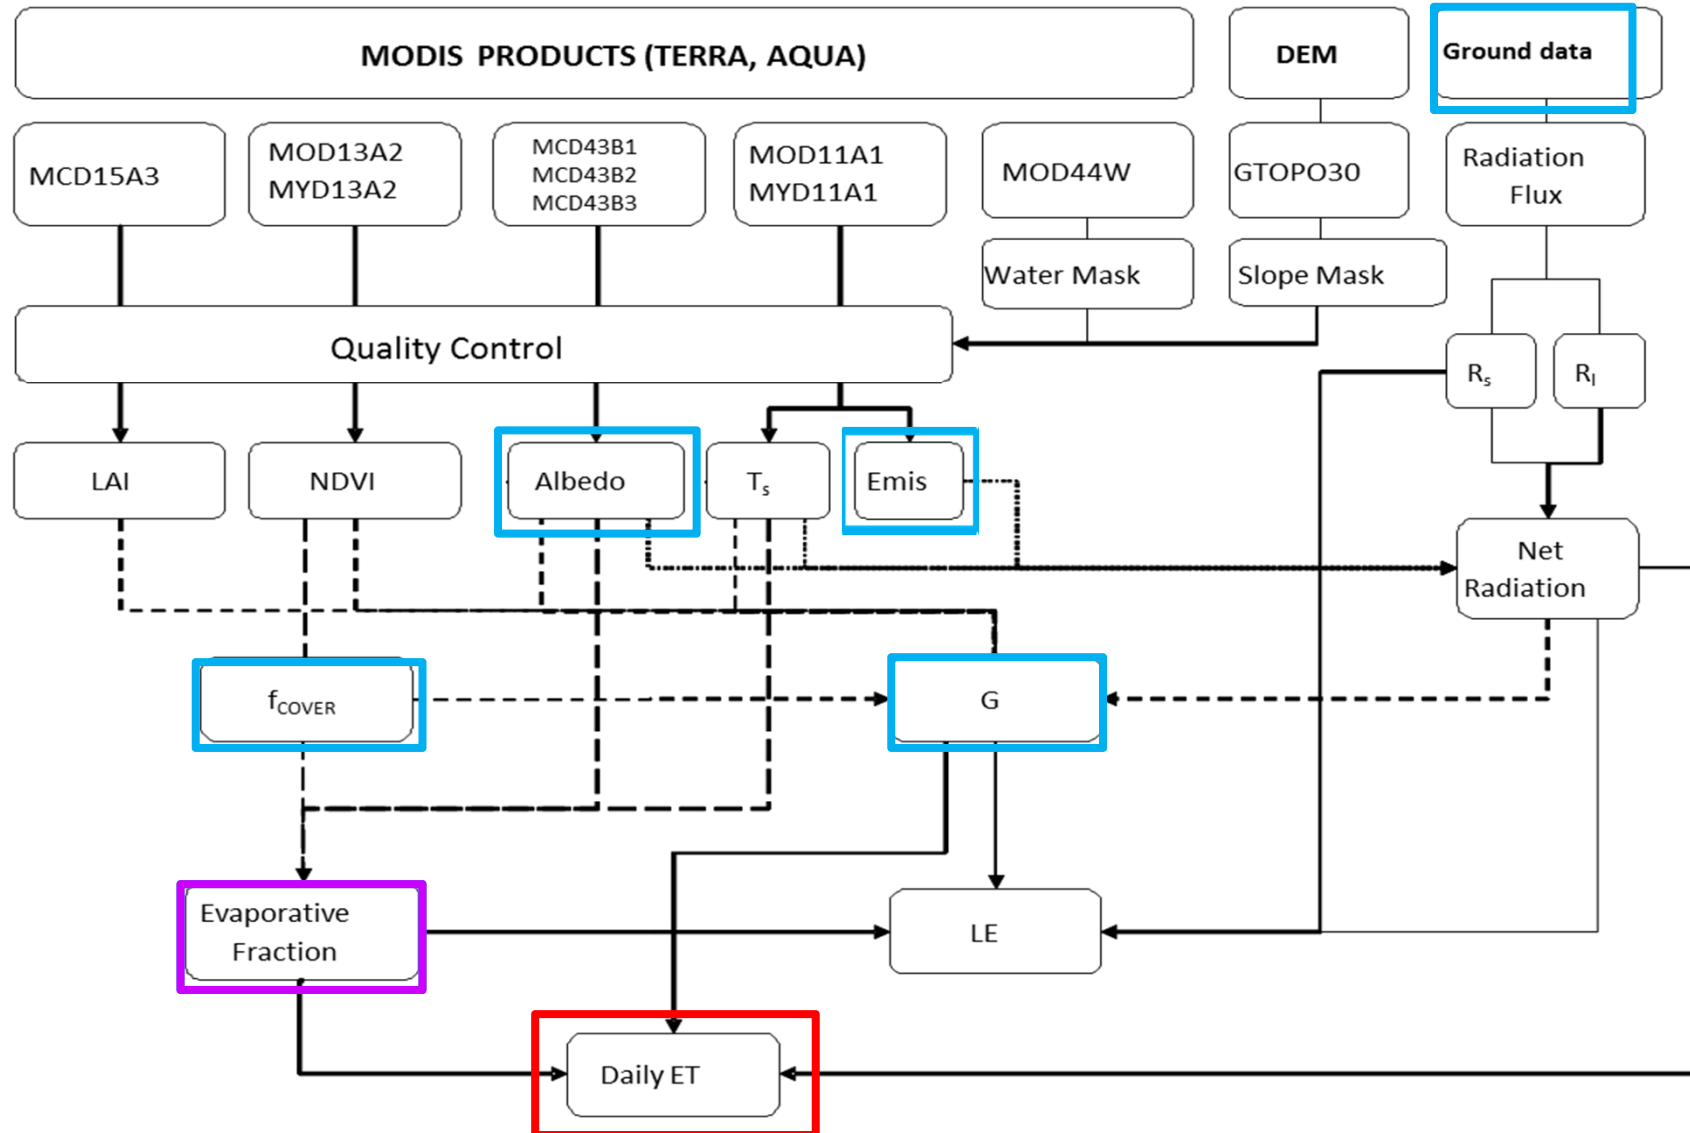 MODIS PRODUCTS (TERRA, AQUA)
DEM
Ground data
MCD15A3
MOD13A2
MYD13A2
MCD43B1
MCD43B2
MCD43B3
MOD11A1
MYD11A1
MOD44W
GTOPO30
Radiation
Flux
Water Mask
Slope Mask
Quality Control
Rs
Rl
LAI
NDVI
Albedo
Ts
Emis
Net
Radiation
fCOVER
G
Evaporative
Fraction
LE
Daily ET